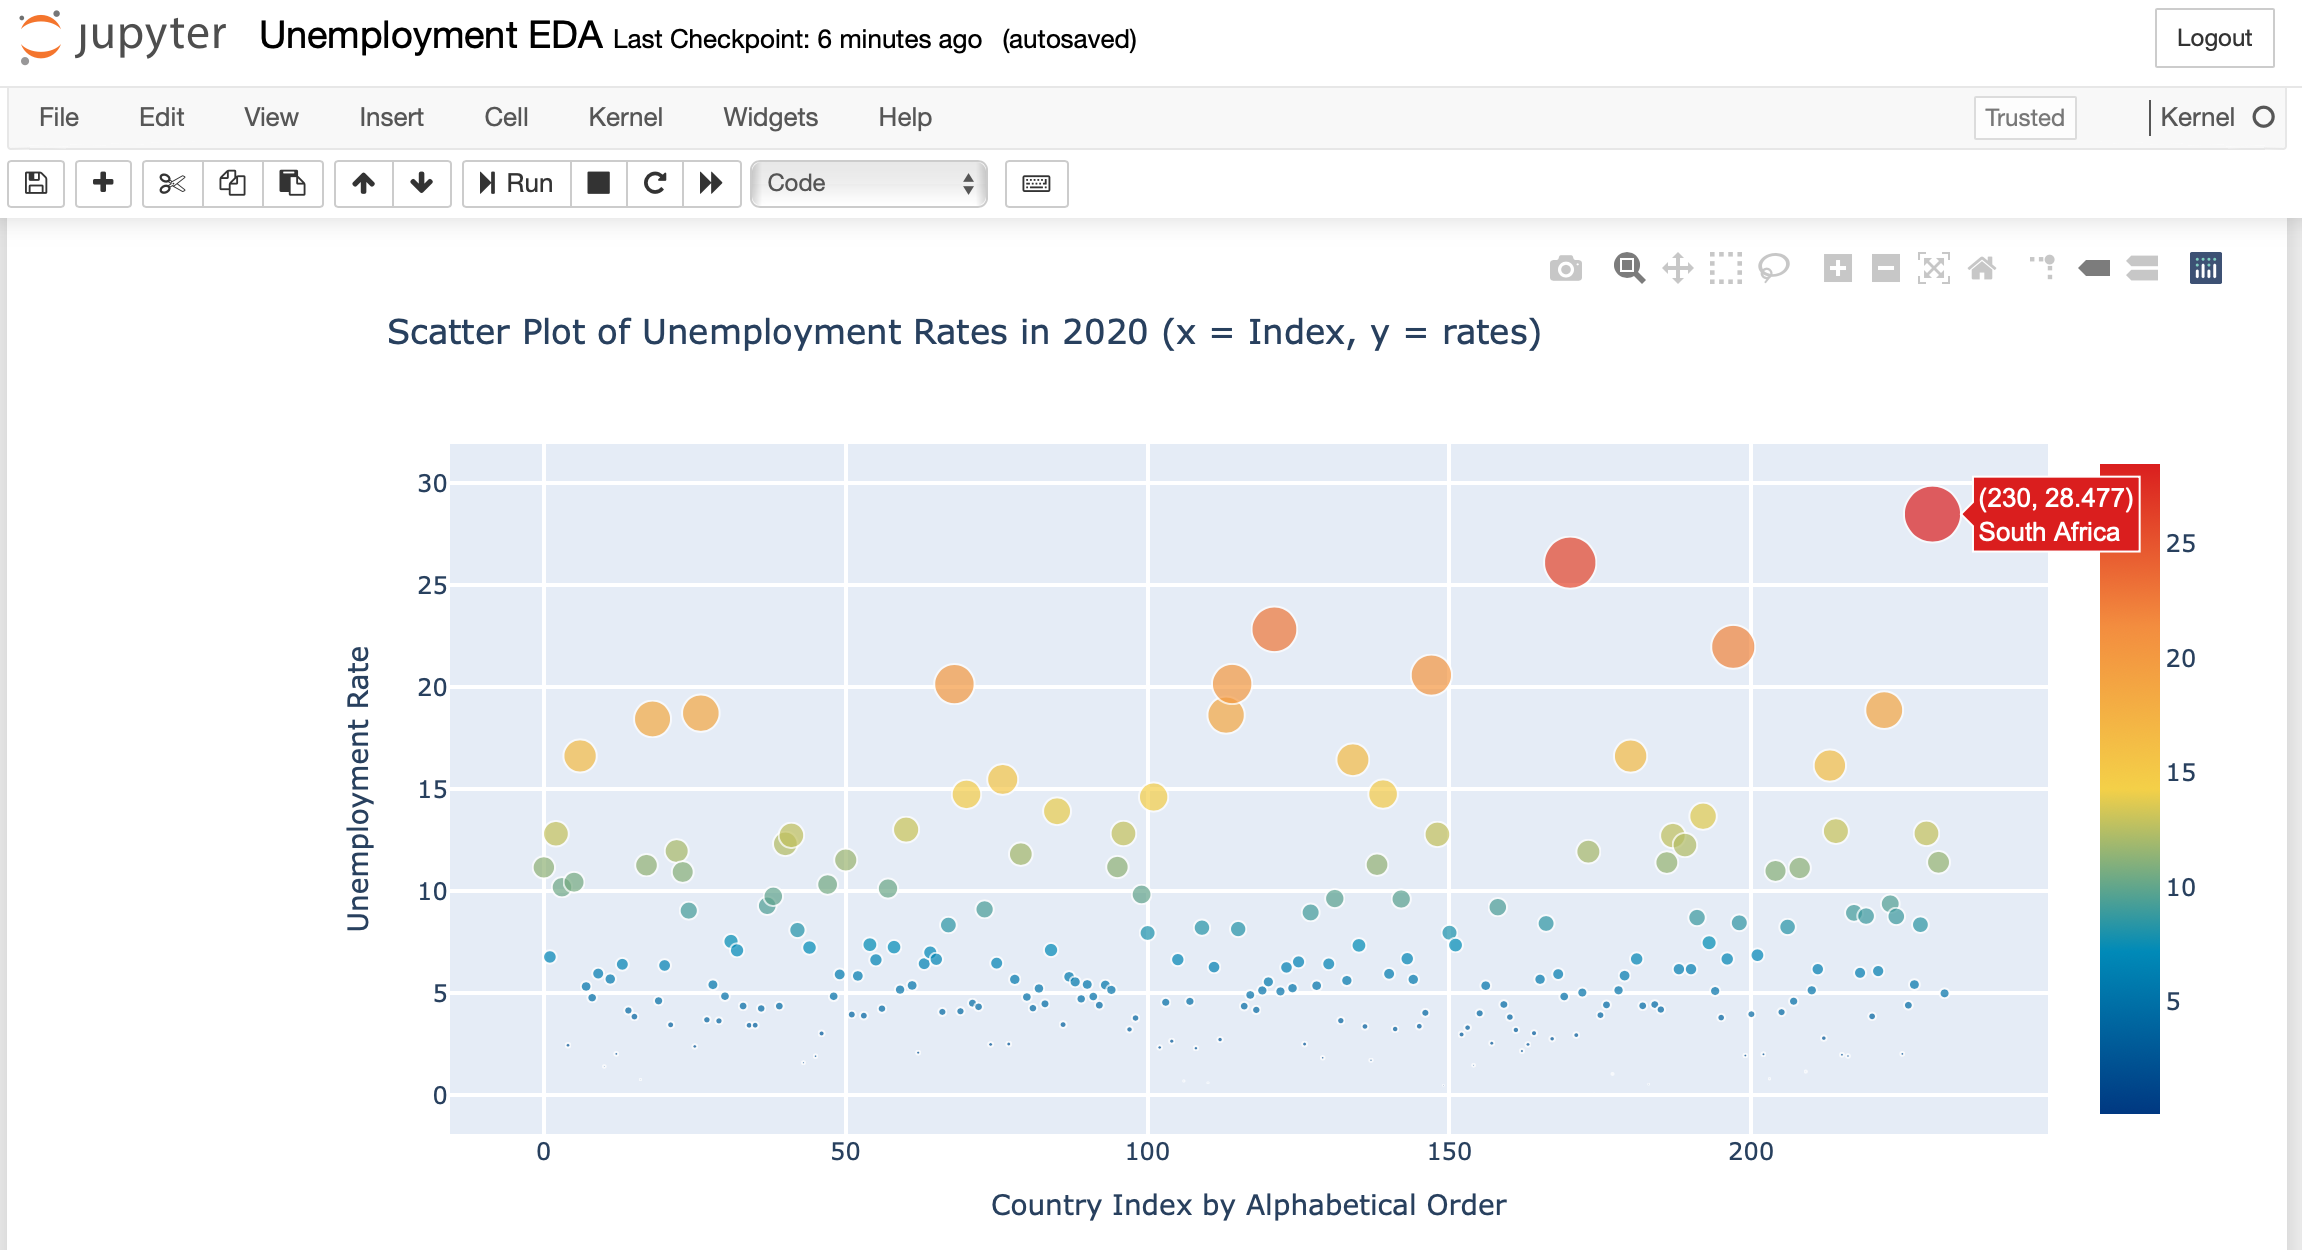 jupyter Unemployment EDA Last Checkpoint: 6 minutes ago (autosaved) Logout
File Edit View Insert Cell Kernel Widgets Help Trusted Kernel
Run Code
Scatter Plot of Unemployment Rates in 2020 (x = Index, y = rates)
Unemployment Rate
30
25
20
15
10
5
0
0 50 100 150 200
Country Index by Alphabetical Order
(230, 28.477)
South Africa
25
20
15
10
5